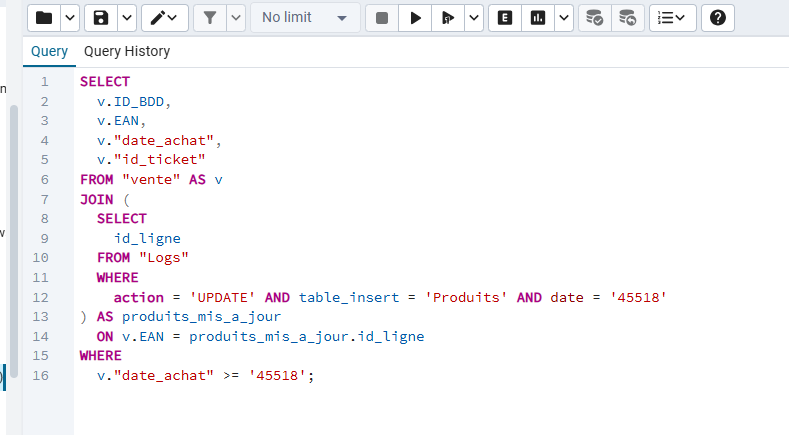 No limit
E
Query Query History
1 SELECT
2 v.ID_BDD,
3 v.EAN,
4 v."date_achat",
5 v."id_ticket"
6 FROM "vente" AS v
7 JOIN (
8 SELECT
9 id_ligne
10 FROM "Logs"
11 WHERE
12 action = 'UPDATE' AND table_insert = 'Produits' AND date = '45518'
13 ) AS produits_mis_a_jour
14 ON v.EAN = produits_mis_a_jour.id_ligne
15 WHERE
16 v."date_achat" >= '45518';